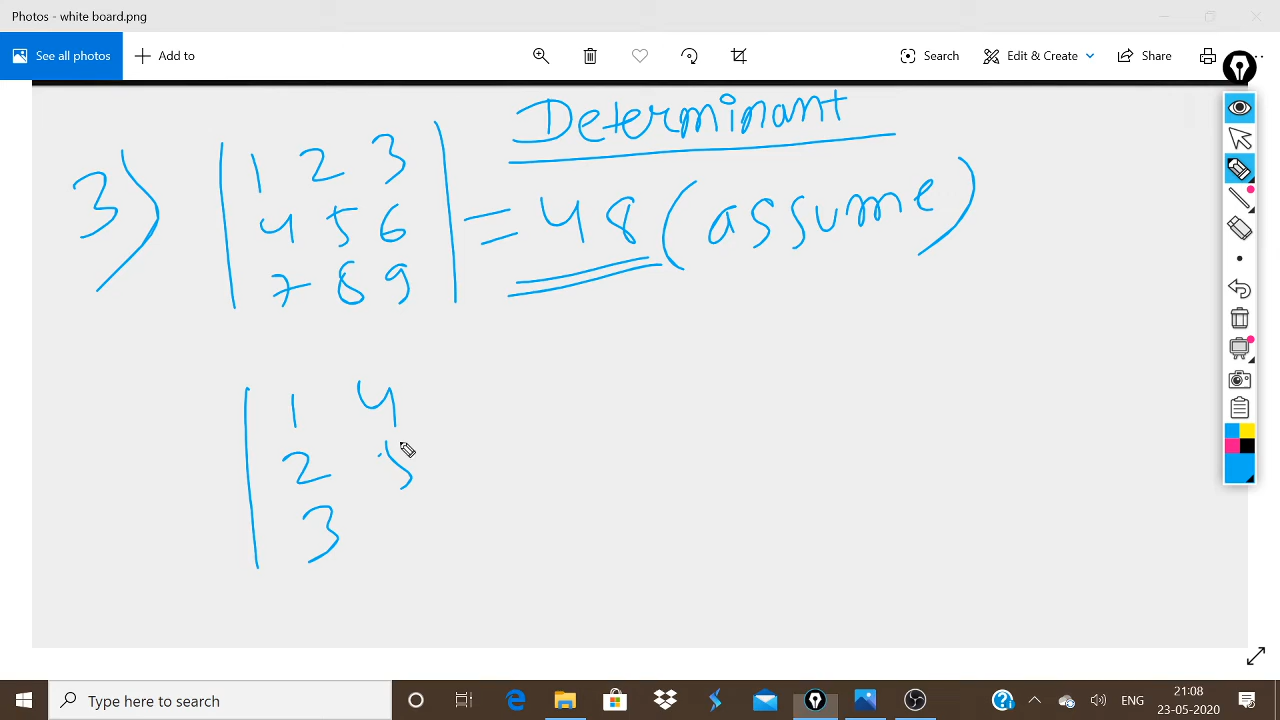 Photos - white board.png
See all photos Add to Search Edit & Create Share
Determinant
3) | 1 2 3 | = 48 (assume)
4 5 6
7 8 9
| 1 4
2 5
3
Type here to search
ENG
21:08
23-05-2020